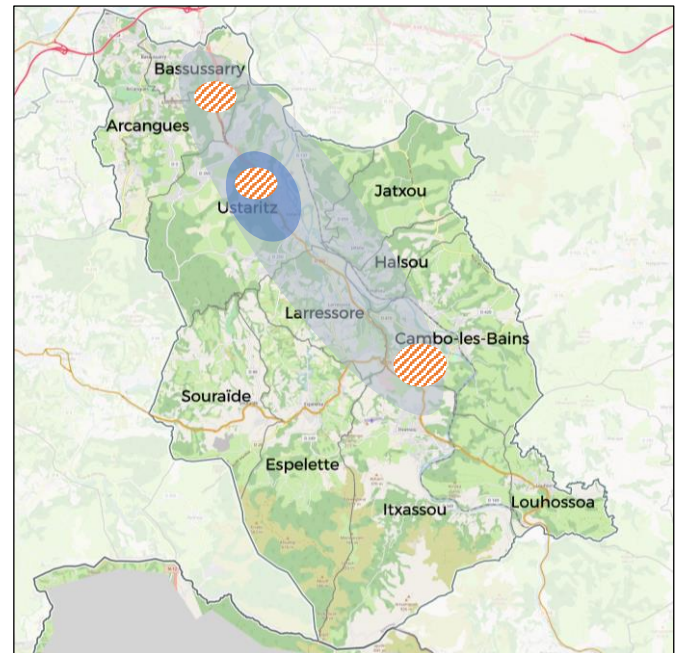 Bassussarry
Arcangues
Jatxou
Ustaritz
Halsou
Larressore
Cambo-les-Bains
Souraïde
Espelette
Louhossoa
Itxassou